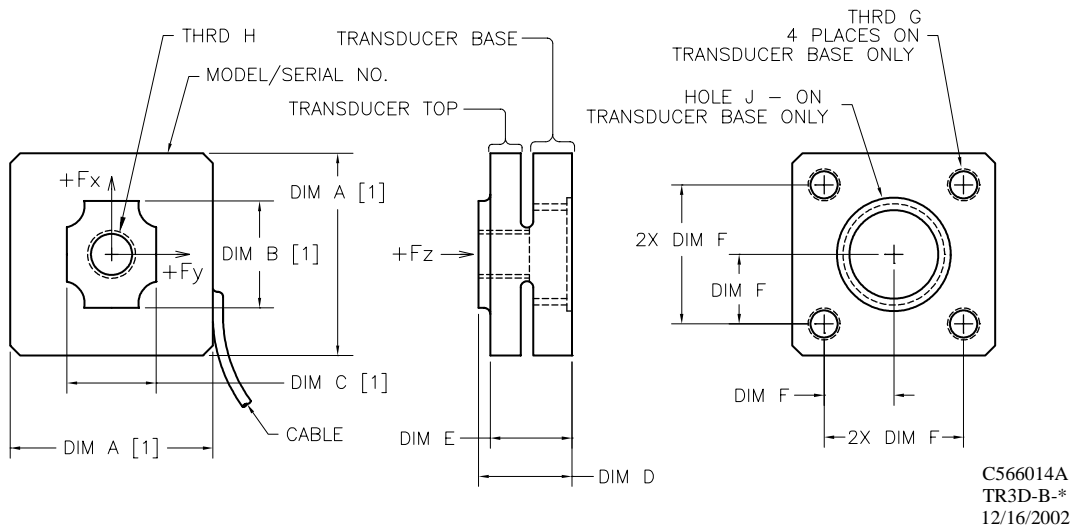 THRD H
MODEL/SERIAL NO.
+Fx
+Fy
DIM A [1]
DIM B [1]
DIM C [1]
DIM A [1]
CABLE
TRANSDUCER BASE
TRANSDUCER TOP
+Fz
DIM E
DIM D
THRD G
4 PLACES ON
TRANSDUCER BASE ONLY
HOLE J – ON
TRANSDUCER BASE ONLY
2X DIM F
DIM F
DIM F
2X DIM F
C566014A
TR3D-B-*
12/16/2002